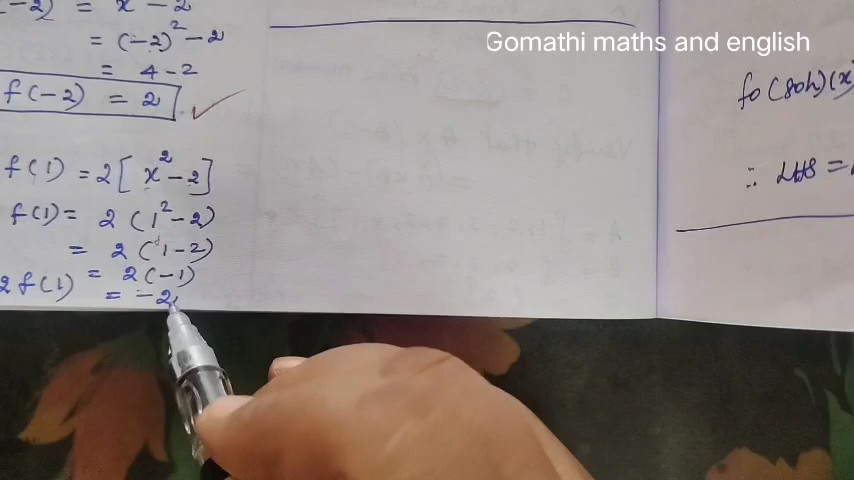 -2) = x - 2
= (-2)² - 2
= 4 - 2
f(-2) = 2
f(1) = 2[x² - 2]
f(1) = 2(1² - 2)
= 2(1 - 2)
= 2(-1)
2f(1) = -2
Gomathi maths and english
fo(goh)(x)
∴ LHS =